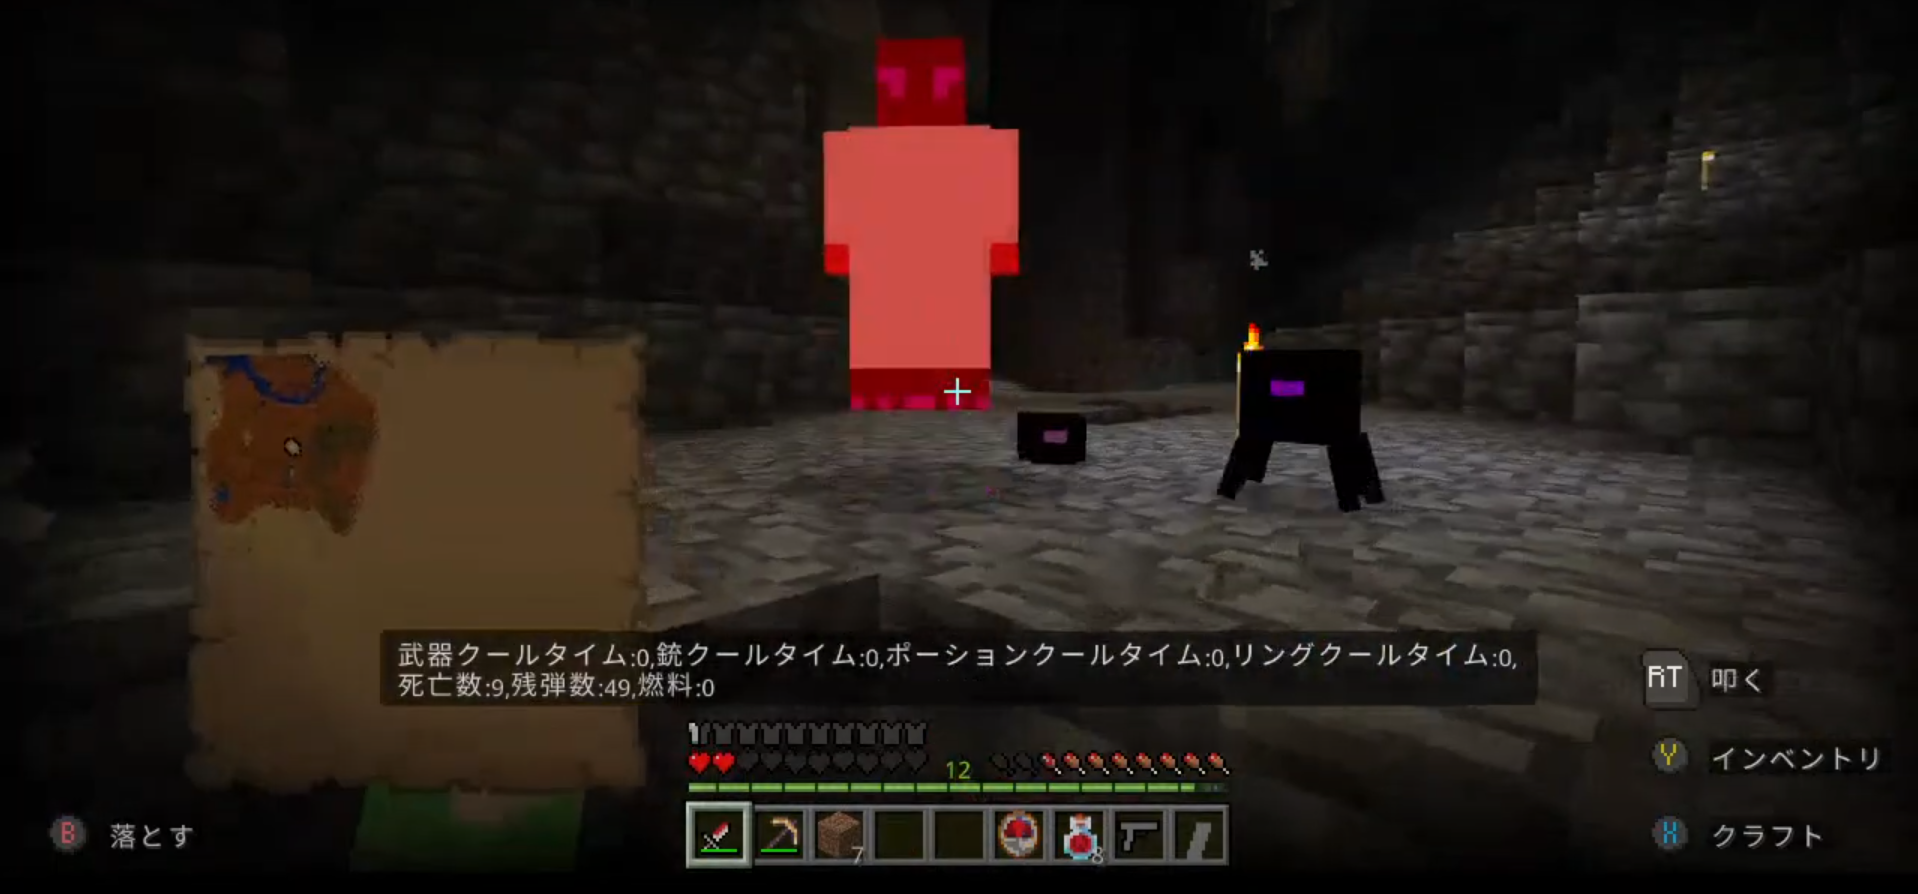 武器クールタイム:0,銃クールタイム:0,ポーションクールタイム:0,リングクールタイム:0,
死亡数:9,残弾数:49,燃料:0
RT 叩く
Y インベントリ
12
7
8
B 落とす
X クラフト